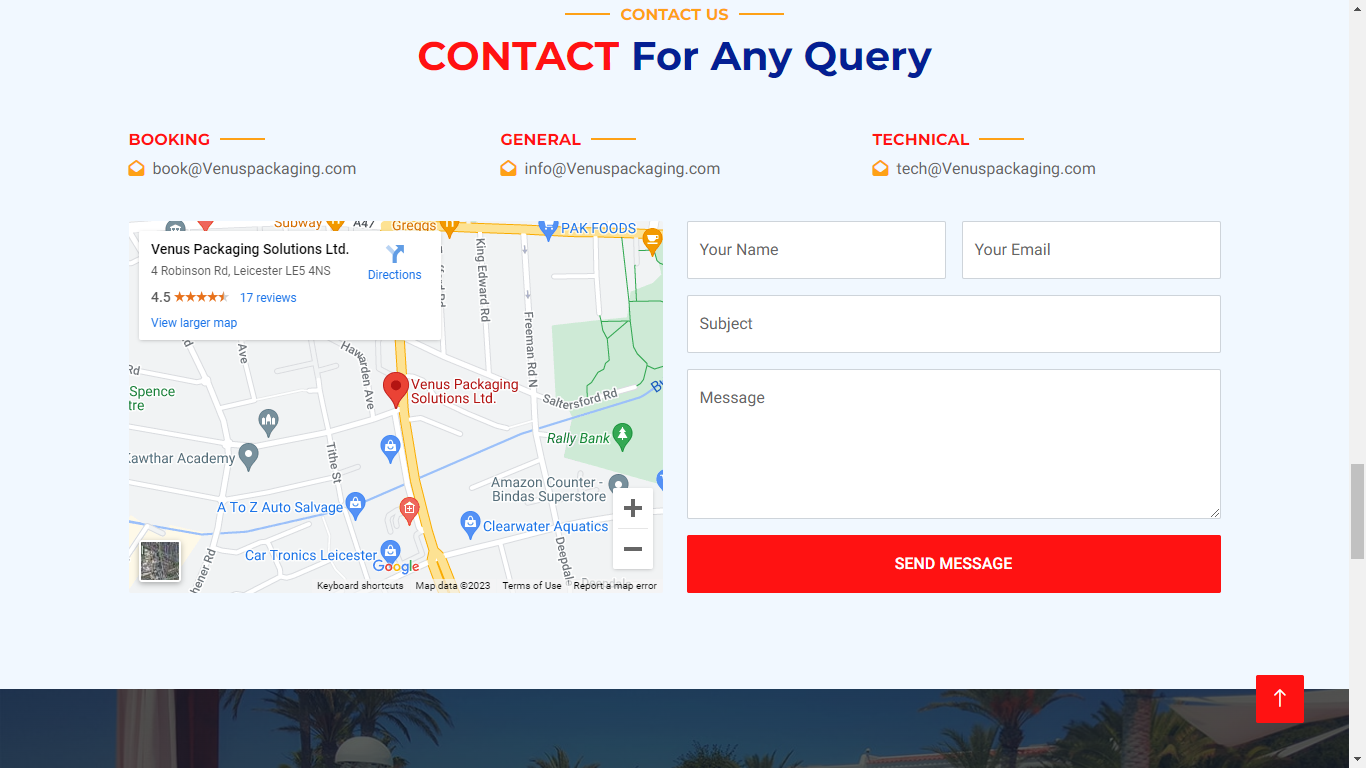 CONTACT US
CONTACT For Any Query
BOOKING
book@Venuspackaging.com
GENERAL
info@Venuspackaging.com
TECHNICAL
tech@Venuspackaging.com
Subway
A47
Greggs
PAK FOODS
Venus Packaging Solutions Ltd.
4 Robinson Rd, Leicester LE5 4NS
4.5
17 reviews
View larger map
Directions
King Edward Rd
Freeman Rd N
Ave
Hawarden Ave
Rd
Spence
tre
Venus Packaging
Solutions Ltd.
Saltersford Rd
Rally Bank
Kawthar Academy
Tithe St
Amazon Counter -
Bindas Superstore
A To Z Auto Salvage
Clearwater Aquatics
Car Tronics Leicester
Google
Deepdale
hener Rd
Keyboard shortcuts
Map data ©2023
Terms of Use
Report a map error
Your Name
Your Email
Subject
Message
SEND MESSAGE